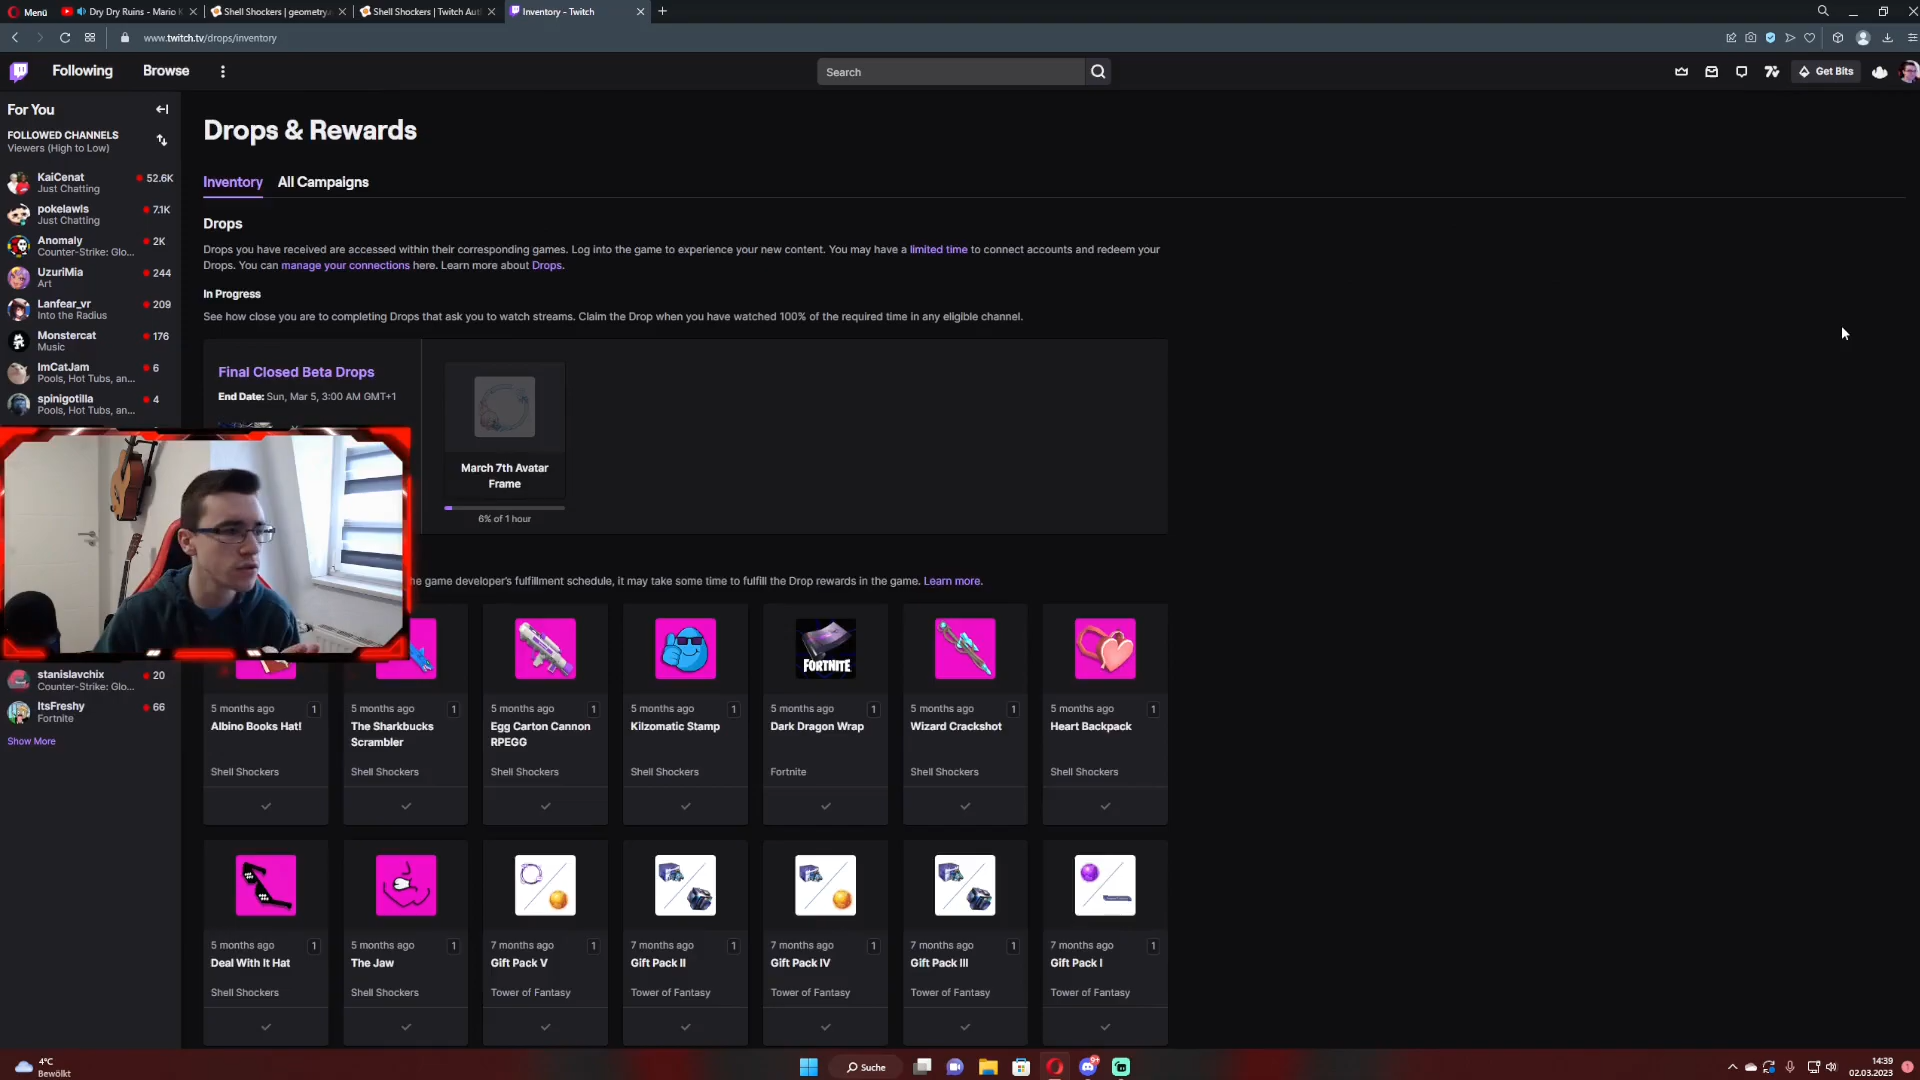 Menü
Dry Dry Ruins - Mario K
Shell Shockers | geometry.
Shell Shockers | Twitch Aut
Inventory - Twitch
www.twitch.tv/drops/inventory
Following
Browse
Search
Get Bits
For You
FOLLOWED CHANNELS
Viewers (High to Low)
KaiCenat
52.6K
Just Chatting
pokelawls
7.1K
Just Chatting
Anomaly
2K
Counter-Strike: Glo...
UzuriMia
244
Art
Lanfear_vr
209
Into the Radius
Monstercat
176
Music
ImCatJam
6
Pools, Hot Tubs, an...
spinigotilla
4
Pools, Hot Tubs, an...
stanislavchix
20
Counter-Strike: Glo...
ItsFreshy
66
Fortnite
Show More
Drops & Rewards
Inventory
All Campaigns
Drops
Drops you have received are accessed within their corresponding games. Log into the game to experience your new content. You may have a limited time to connect accounts and redeem your
Drops. You can manage your connections here. Learn more about Drops.
In Progress
See how close you are to completing Drops that ask you to watch streams. Claim the Drop when you have watched 100% of the required time in any eligible channel.
Final Closed Beta Drops
End Date: Sun, Mar 5, 3:00 AM GMT+1
March 7th Avatar
Frame
6% of 1 hour
game developer's fulfillment schedule, it may take some time to fulfill the Drop rewards in the game. Learn more.
FORTNITE
5 months ago 1
Albino Books Hat!
Shell Shockers
5 months ago 1
The Sharkbucks
Scrambler
Shell Shockers
5 months ago 1
Egg Carton Cannon
RPEGG
Shell Shockers
5 months ago 1
Kilzomatic Stamp
Shell Shockers
5 months ago 1
Dark Dragon Wrap
Fortnite
5 months ago 1
Wizard Crackshot
Shell Shockers
5 months ago 1
Heart Backpack
Shell Shockers
5 months ago 1
Deal With It Hat
Shell Shockers
5 months ago 1
The Jaw
Shell Shockers
7 months ago 1
Gift Pack V
Tower of Fantasy
7 months ago 1
Gift Pack II
Tower of Fantasy
7 months ago 1
Gift Pack IV
Tower of Fantasy
7 months ago 1
Gift Pack III
Tower of Fantasy
7 months ago 1
Gift Pack I
Tower of Fantasy
4°C
Bewölkt
Suche
9+
14:39
02.03.2023
1